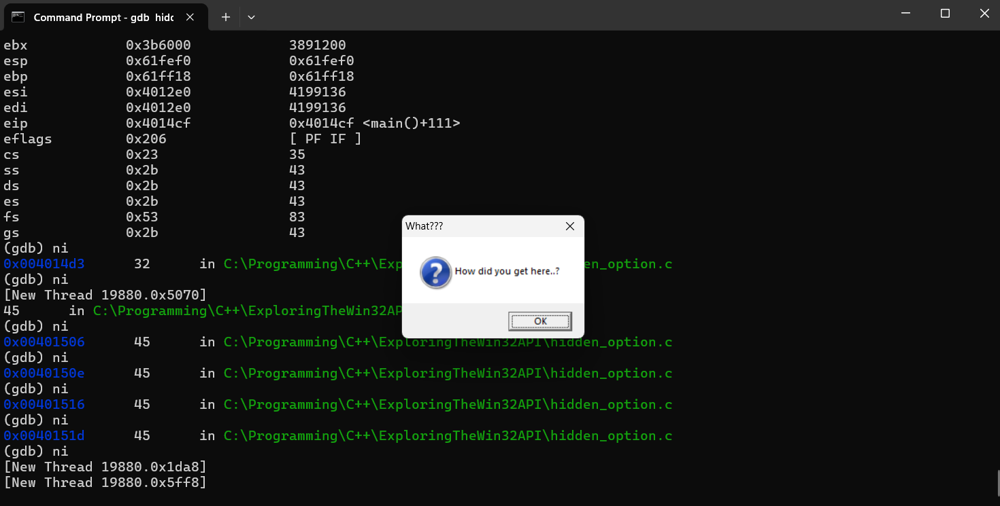 Command Prompt - gdb hidc
ebx 0x3b6000 3891200
esp 0x61fef0 0x61fef0
ebp 0x61ff18 0x61ff18
esi 0x4012e0 4199136
edi 0x4012e0 4199136
eip 0x4014cf 0x4014cf <main()+111>
eflags 0x206 [ PF IF ]
cs 0x23 35
ss 0x2b 43
ds 0x2b 43
es 0x2b 43
fs 0x53 83
gs 0x2b 43
(gdb) ni
0x004014d3 32 in C:\Programming\C++\Exp en_option.c
(gdb) ni
[New Thread 19880.0x5070]
45 in C:\Programming\C++\ExploringTheWin32AP
(gdb) ni
0x00401506 45 in C:\Programming\C++\ExploringTheWin32API\hidden_option.c
(gdb) ni
0x0040150e 45 in C:\Programming\C++\ExploringTheWin32API\hidden_option.c
(gdb) ni
0x00401516 45 in C:\Programming\C++\ExploringTheWin32API\hidden_option.c
(gdb) ni
0x0040151d 45 in C:\Programming\C++\ExploringTheWin32API\hidden_option.c
(gdb) ni
[New Thread 19880.0x1da8]
[New Thread 19880.0x5ff8]
What???
How did you get here..?
OK